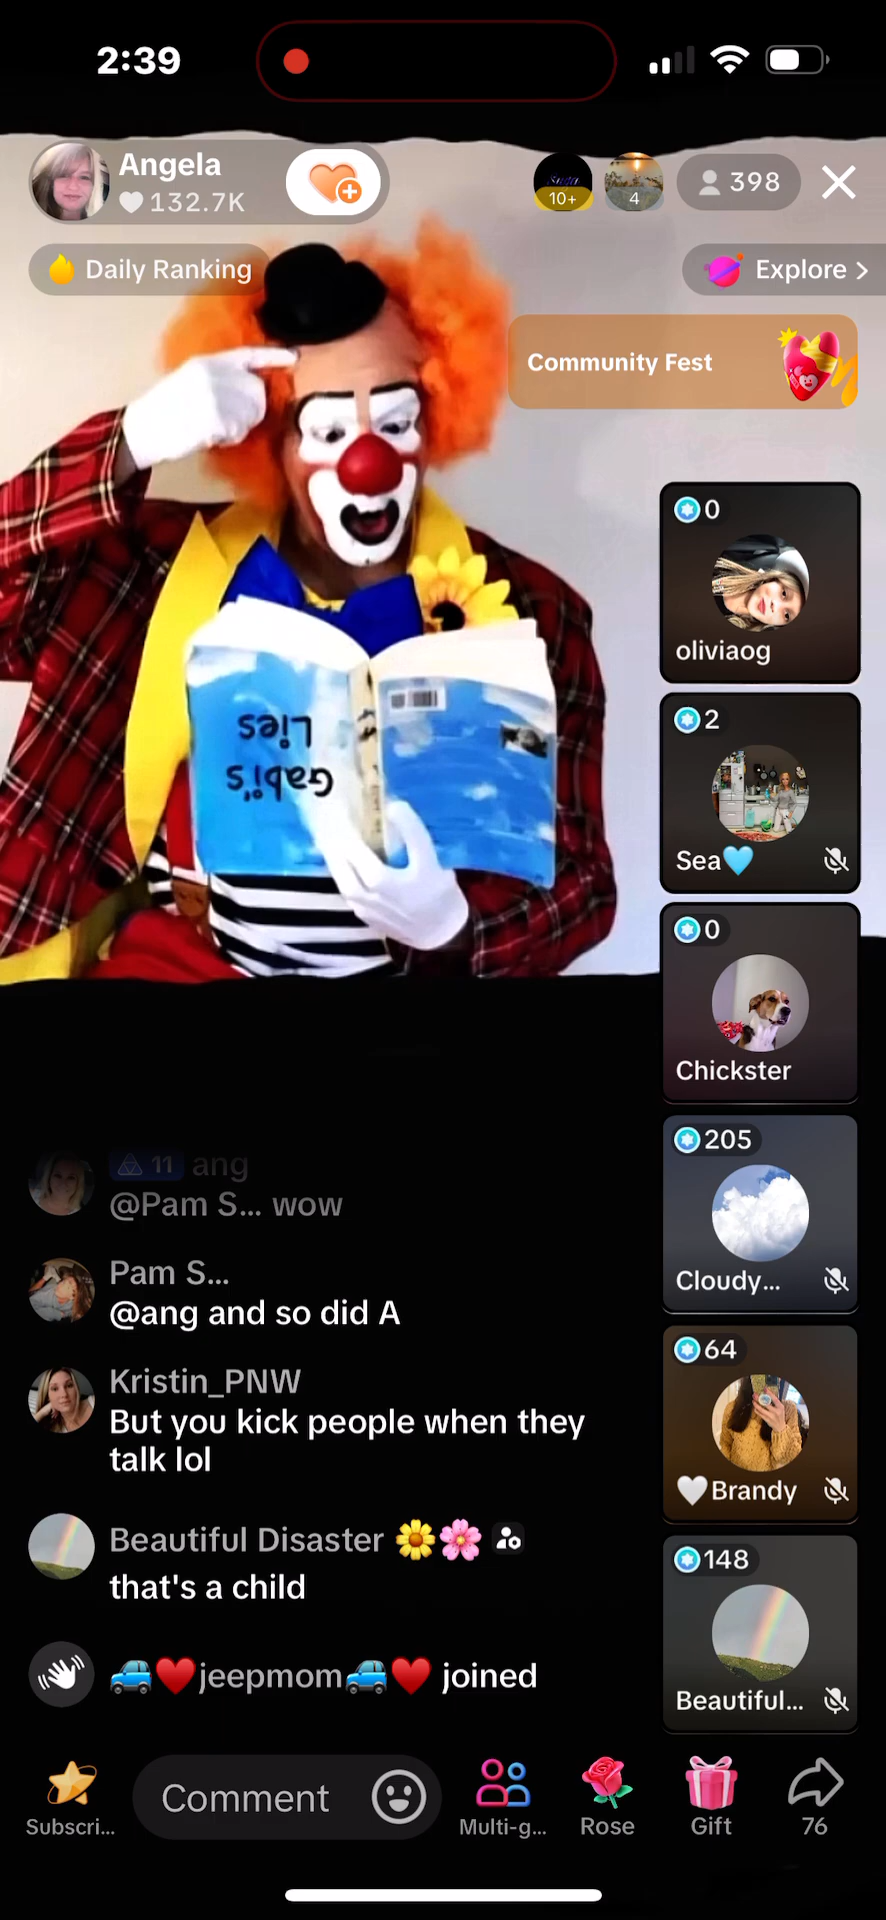 2:39
Angela
132.7K
10+
4
398
Daily Ranking
Explore >
Community Fest
0
oliviaog
Gabi's
Lies
2
Sea🩵
0
Chickster
11 ang
@Pam S... wow
205
Cloudy...
Pam S...
@ang and so did A
64
🤍Brandy
Kristin_PNW
But you kick people when they
talk lol
148
Beautiful Disaster 🌼🌸
that's a child
Beautiful...
🚙♥️jeepmom🚙♥️ joined
Subscri...
Comment
Multi-g...
Rose
Gift
76